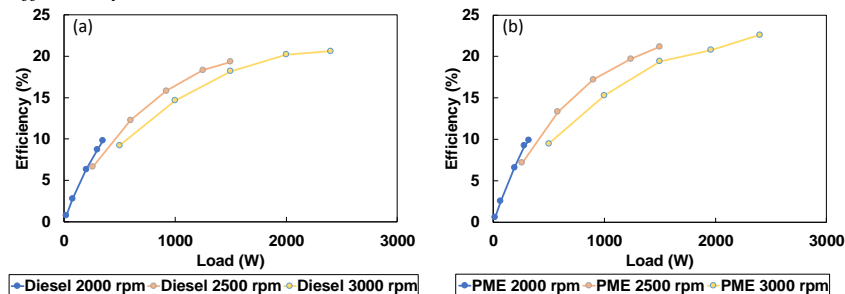 (a)
Efficiency (%)
25
20
15
10
5
0
0 1000 2000 3000
Load (W)
Diesel 2000 rpm Diesel 2500 rpm Diesel 3000 rpm
(b)
Efficiency (%)
25
20
15
10
5
0
0 1000 2000 3000
Load (W)
PME 2000 rpm PME 2500 rpm PME 3000 rpm